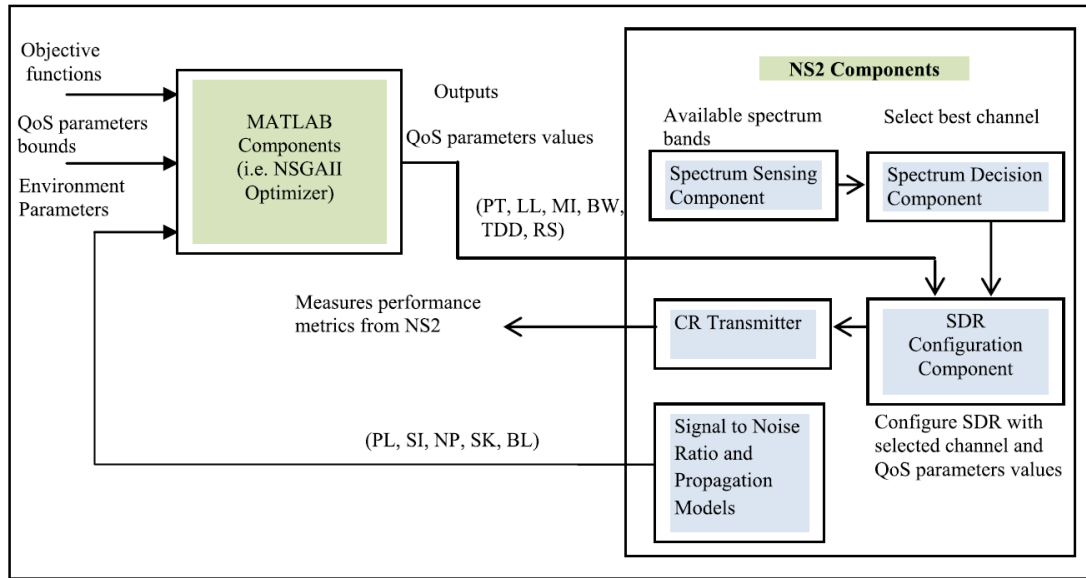 Objective
functions
QoS parameters
bounds
Environment
Parameters
MATLAB
Components
(i.e. NSGAII
Optimizer)
Outputs
QoS parameters values
(PT, LL, MI, BW,
TDD, RS)
NS2 Components
Available spectrum
bands
Select best channel
Spectrum Sensing
Component
Spectrum Decision
Component
Measures performance
metrics from NS2
CR Transmitter
SDR
Configuration
Component
Configure SDR with
selected channel and
QoS parameters values
(PL, SI, NP, SK, BL)
Signal to Noise
Ratio and
Propagation
Models